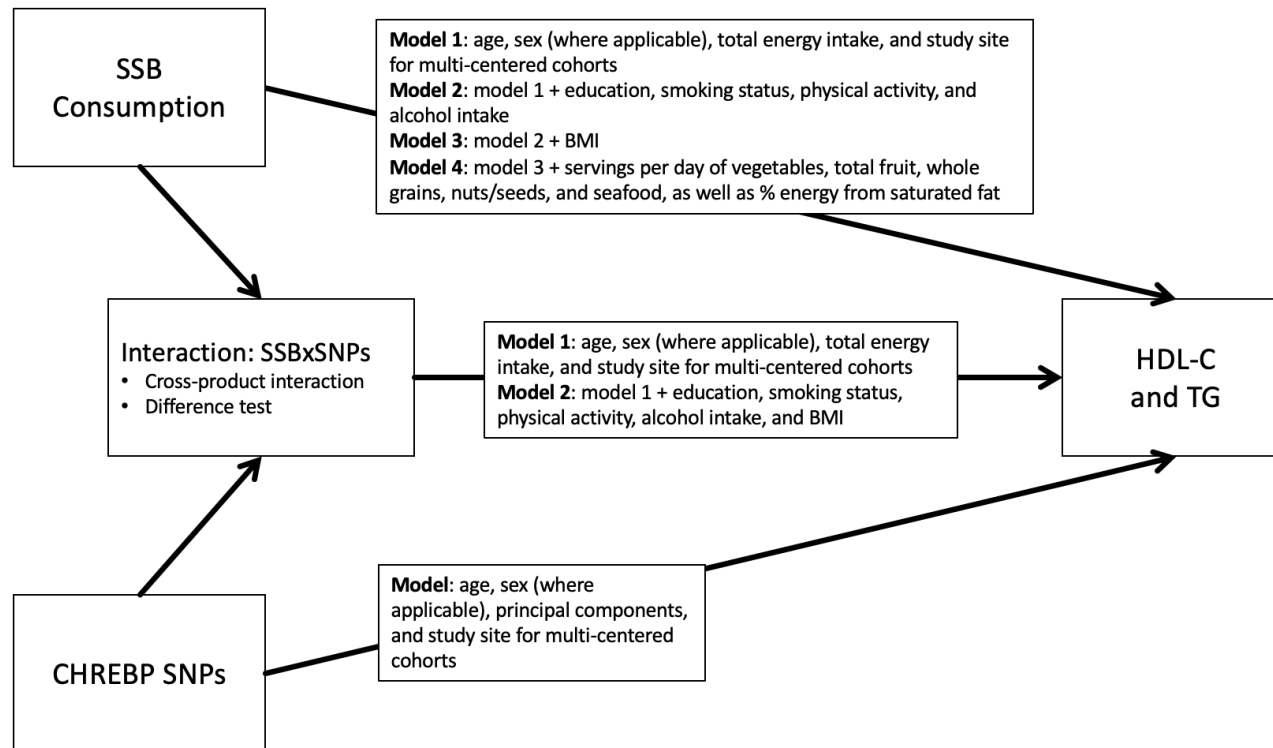 SSB
Consumption
Model 1: age, sex (where applicable), total energy intake, and study site
for multi-centered cohorts
Model 2: model 1 + education, smoking status, physical activity, and
alcohol intake
Model 3: model 2 + BMI
Model 4: model 3 + servings per day of vegetables, total fruit, whole
grains, nuts/seeds, and seafood, as well as % energy from saturated fat
Interaction: SSBxSNPs
• Cross-product interaction
• Difference test
Model 1: age, sex (where applicable), total energy
intake, and study site for multi-centered cohorts
Model 2: model 1 + education, smoking status,
physical activity, alcohol intake, and BMI
HDL-C
and TG
CHREBP SNPs
Model: age, sex (where
applicable), principal components,
and study site for multi-centered
cohorts